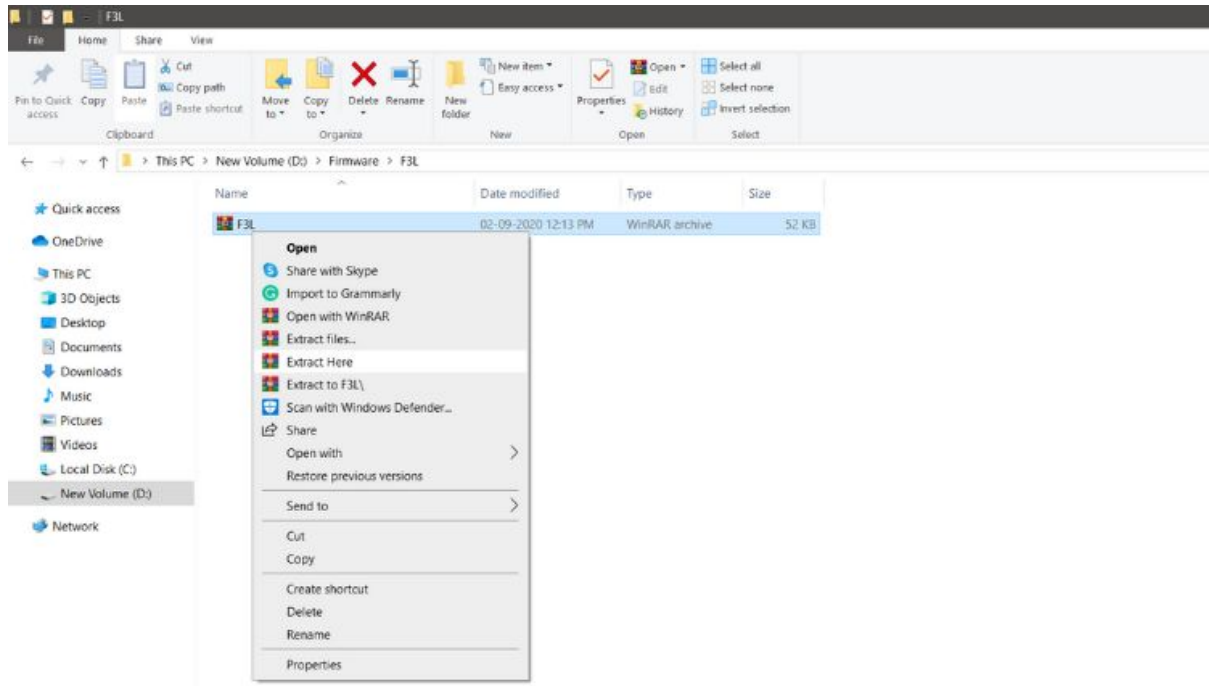 F3L
File Home Share View
Pin to Quick access
Copy
Paste
Cut
Copy path
Paste shortcut
Clipboard
Move to
Copy to
Delete
Rename
Organize
New folder
New item
Easy access
New
Properties
Open
Edit
History
Open
Select all
Select none
Invert selection
Select
This PC > New Volume (D:) > Firmware > F3L
Name Date modified Type Size
F3L 02-09-2020 12:13 PM WinRAR archive 52 KB
Quick access
OneDrive
This PC
3D Objects
Desktop
Documents
Downloads
Music
Pictures
Videos
Local Disk (C:)
New Volume (D:)
Network
Open
Share with Skype
Import to Grammarly
Open with WinRAR
Extract files...
Extract Here
Extract to F3L\
Scan with Windows Defender...
Share
Open with
Restore previous versions
Send to
Cut
Copy
Create shortcut
Delete
Rename
Properties